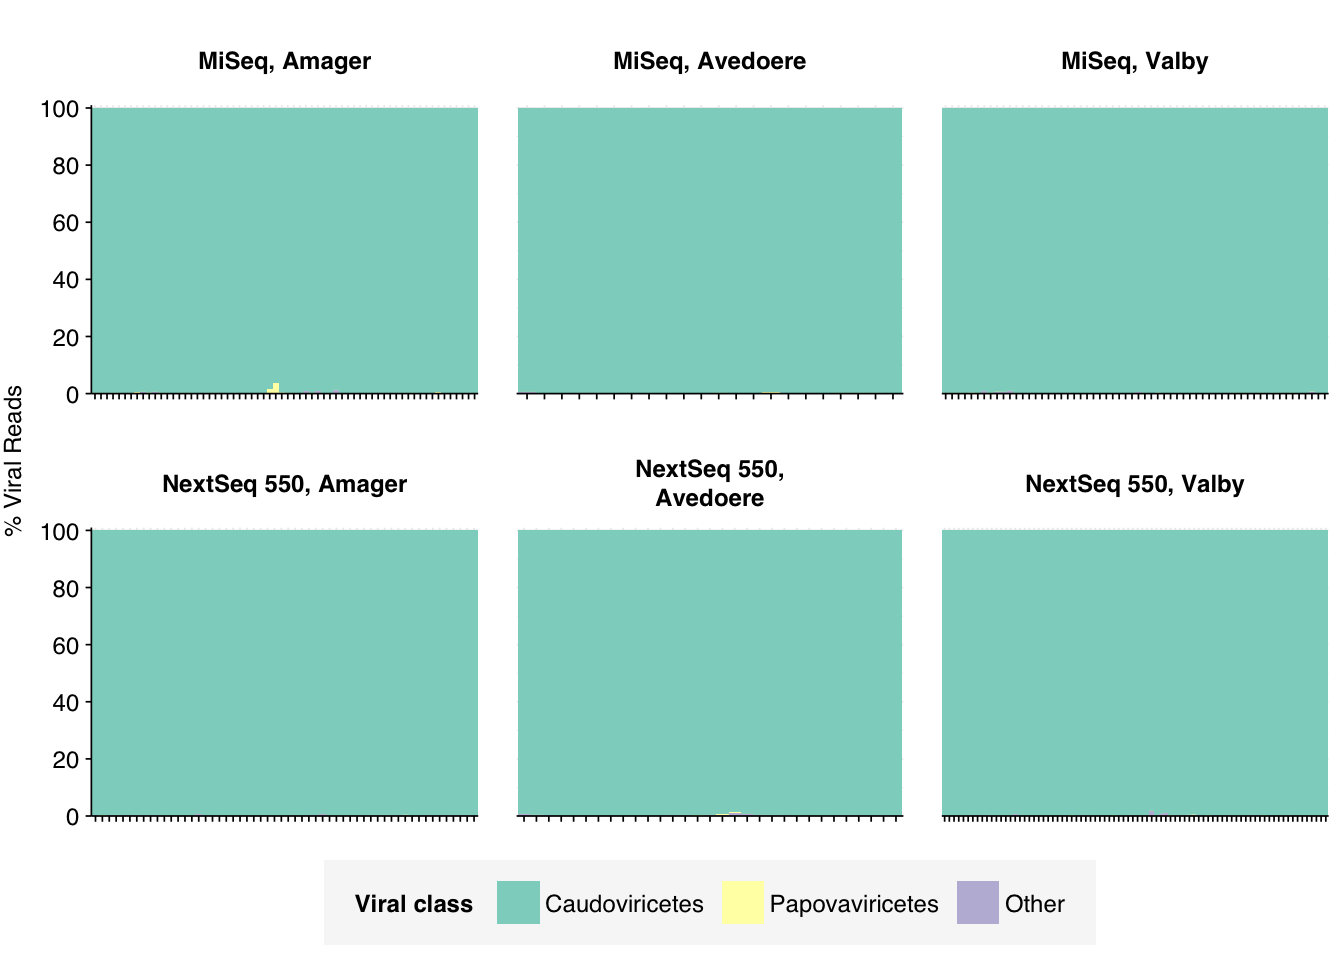 MiSeq, Amager
MiSeq, Avedoere
MiSeq, Valby
100
80
60
40
20
0
% Viral Reads
NextSeq 550, Amager
NextSeq 550,
Avedoere
NextSeq 550, Valby
100
80
60
40
20
0
Viral class Caudoviricetes Papovaviricetes Other